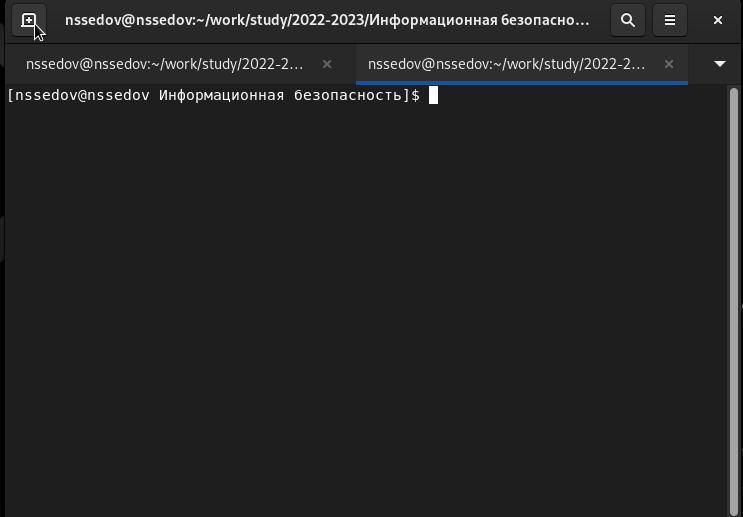 nssedov@nssedov:~/work/study/2022-2023/Информационная безопасно…
nssedov@nssedov:~/work/study/2022-2… nssedov@nssedov:~/work/study/2022-2…
[nssedov@nssedov Информационная безопасность]$